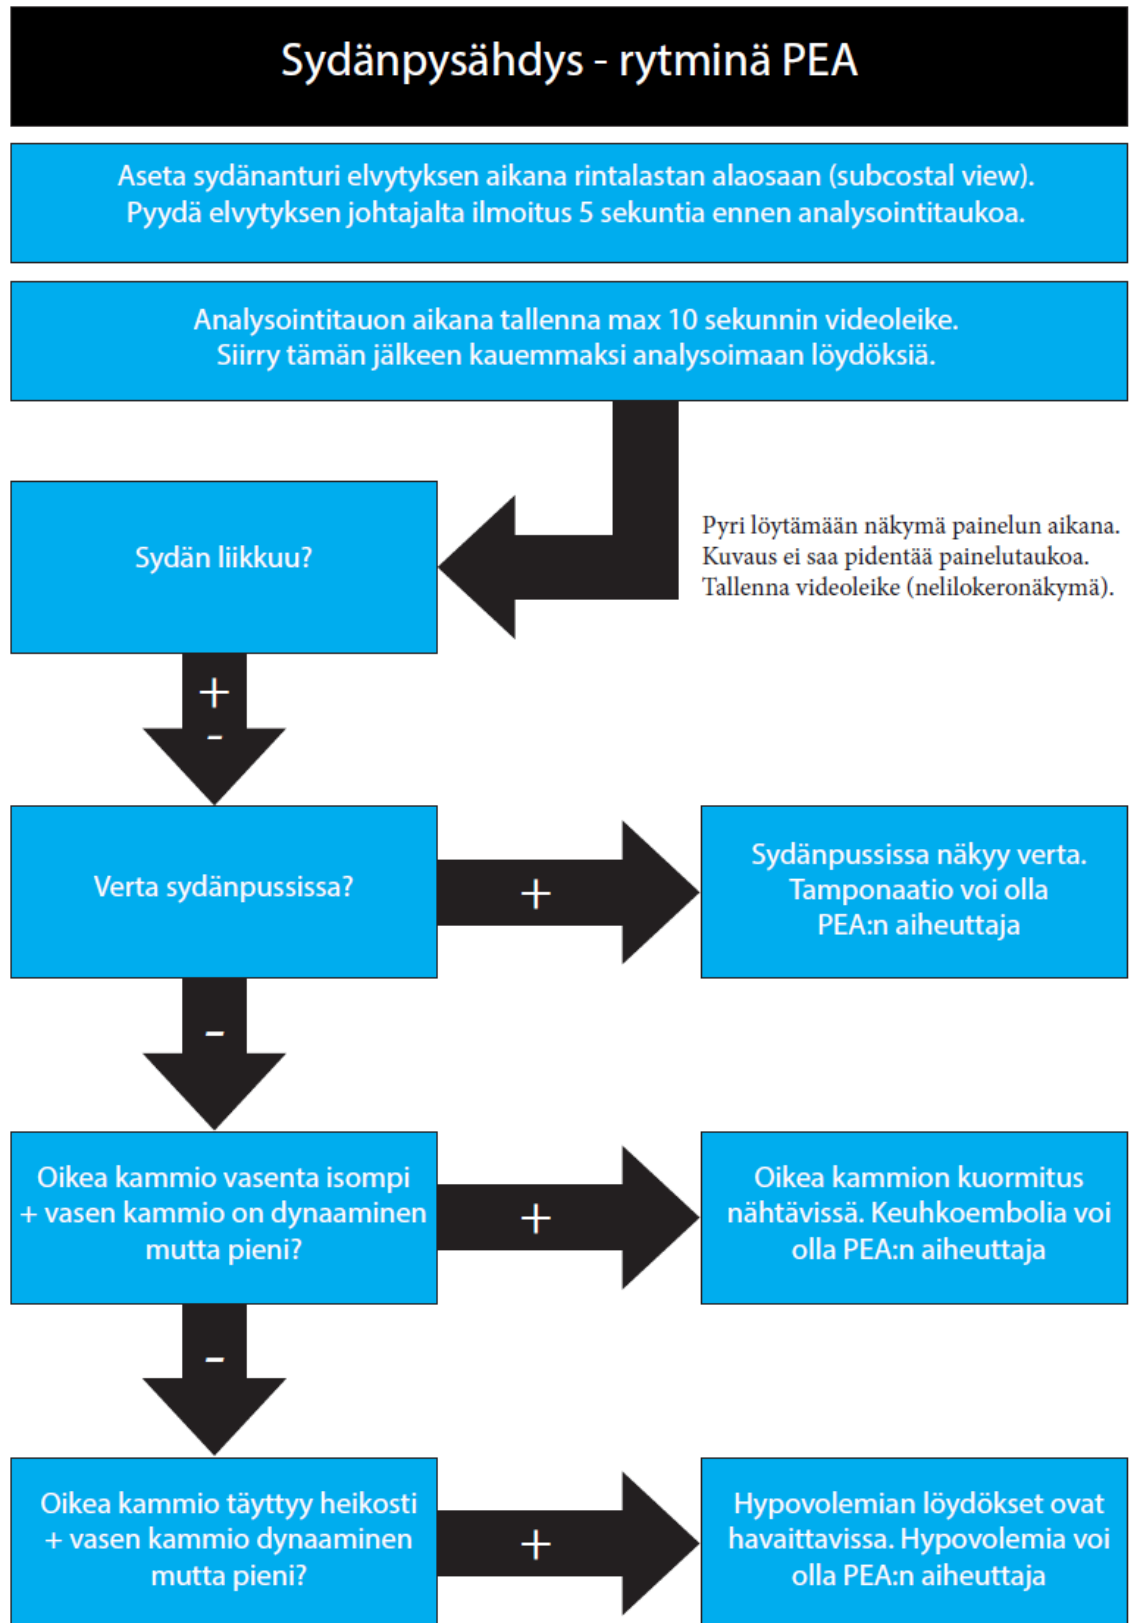 Sydänpysähdys - rytminä PEA
Aseta sydänanturi elvytyksen aikana rintalastan alaosaan (subcostal view).
Pyydä elvytyksen johtajalta ilmoitus 5 sekuntia ennen analysointitaukoa.
Analysointitauon aikana tallenna max 10 sekunnin videoleike.
Siirry tämän jälkeen kauemmaksi analysoimaan löydöksiä.
Sydän liikkuu?
Pyri löytämään näkymä painelun aikana.
Kuvaus ei saa pidentää painelutaukoa.
Tallenna videoleike (nelilokeronäkymä).
+
-
Verta sydänpussissa?
+
Sydänpussissa näkyy verta.
Tamponaatio voi olla
PEA:n aiheuttaja
-
Oikea kammio vasenta isompi
+ vasen kammio on dynaaminen
mutta pieni?
+
Oikea kammion kuormitus
nähtävissä. Keuhkoembolia voi
olla PEA:n aiheuttaja
-
Oikea kammio täyttyy heikosti
+ vasen kammio dynaaminen
mutta pieni?
+
Hypovolemian löydökset ovat
havaittavissa. Hypovolemia voi
olla PEA:n aiheuttaja